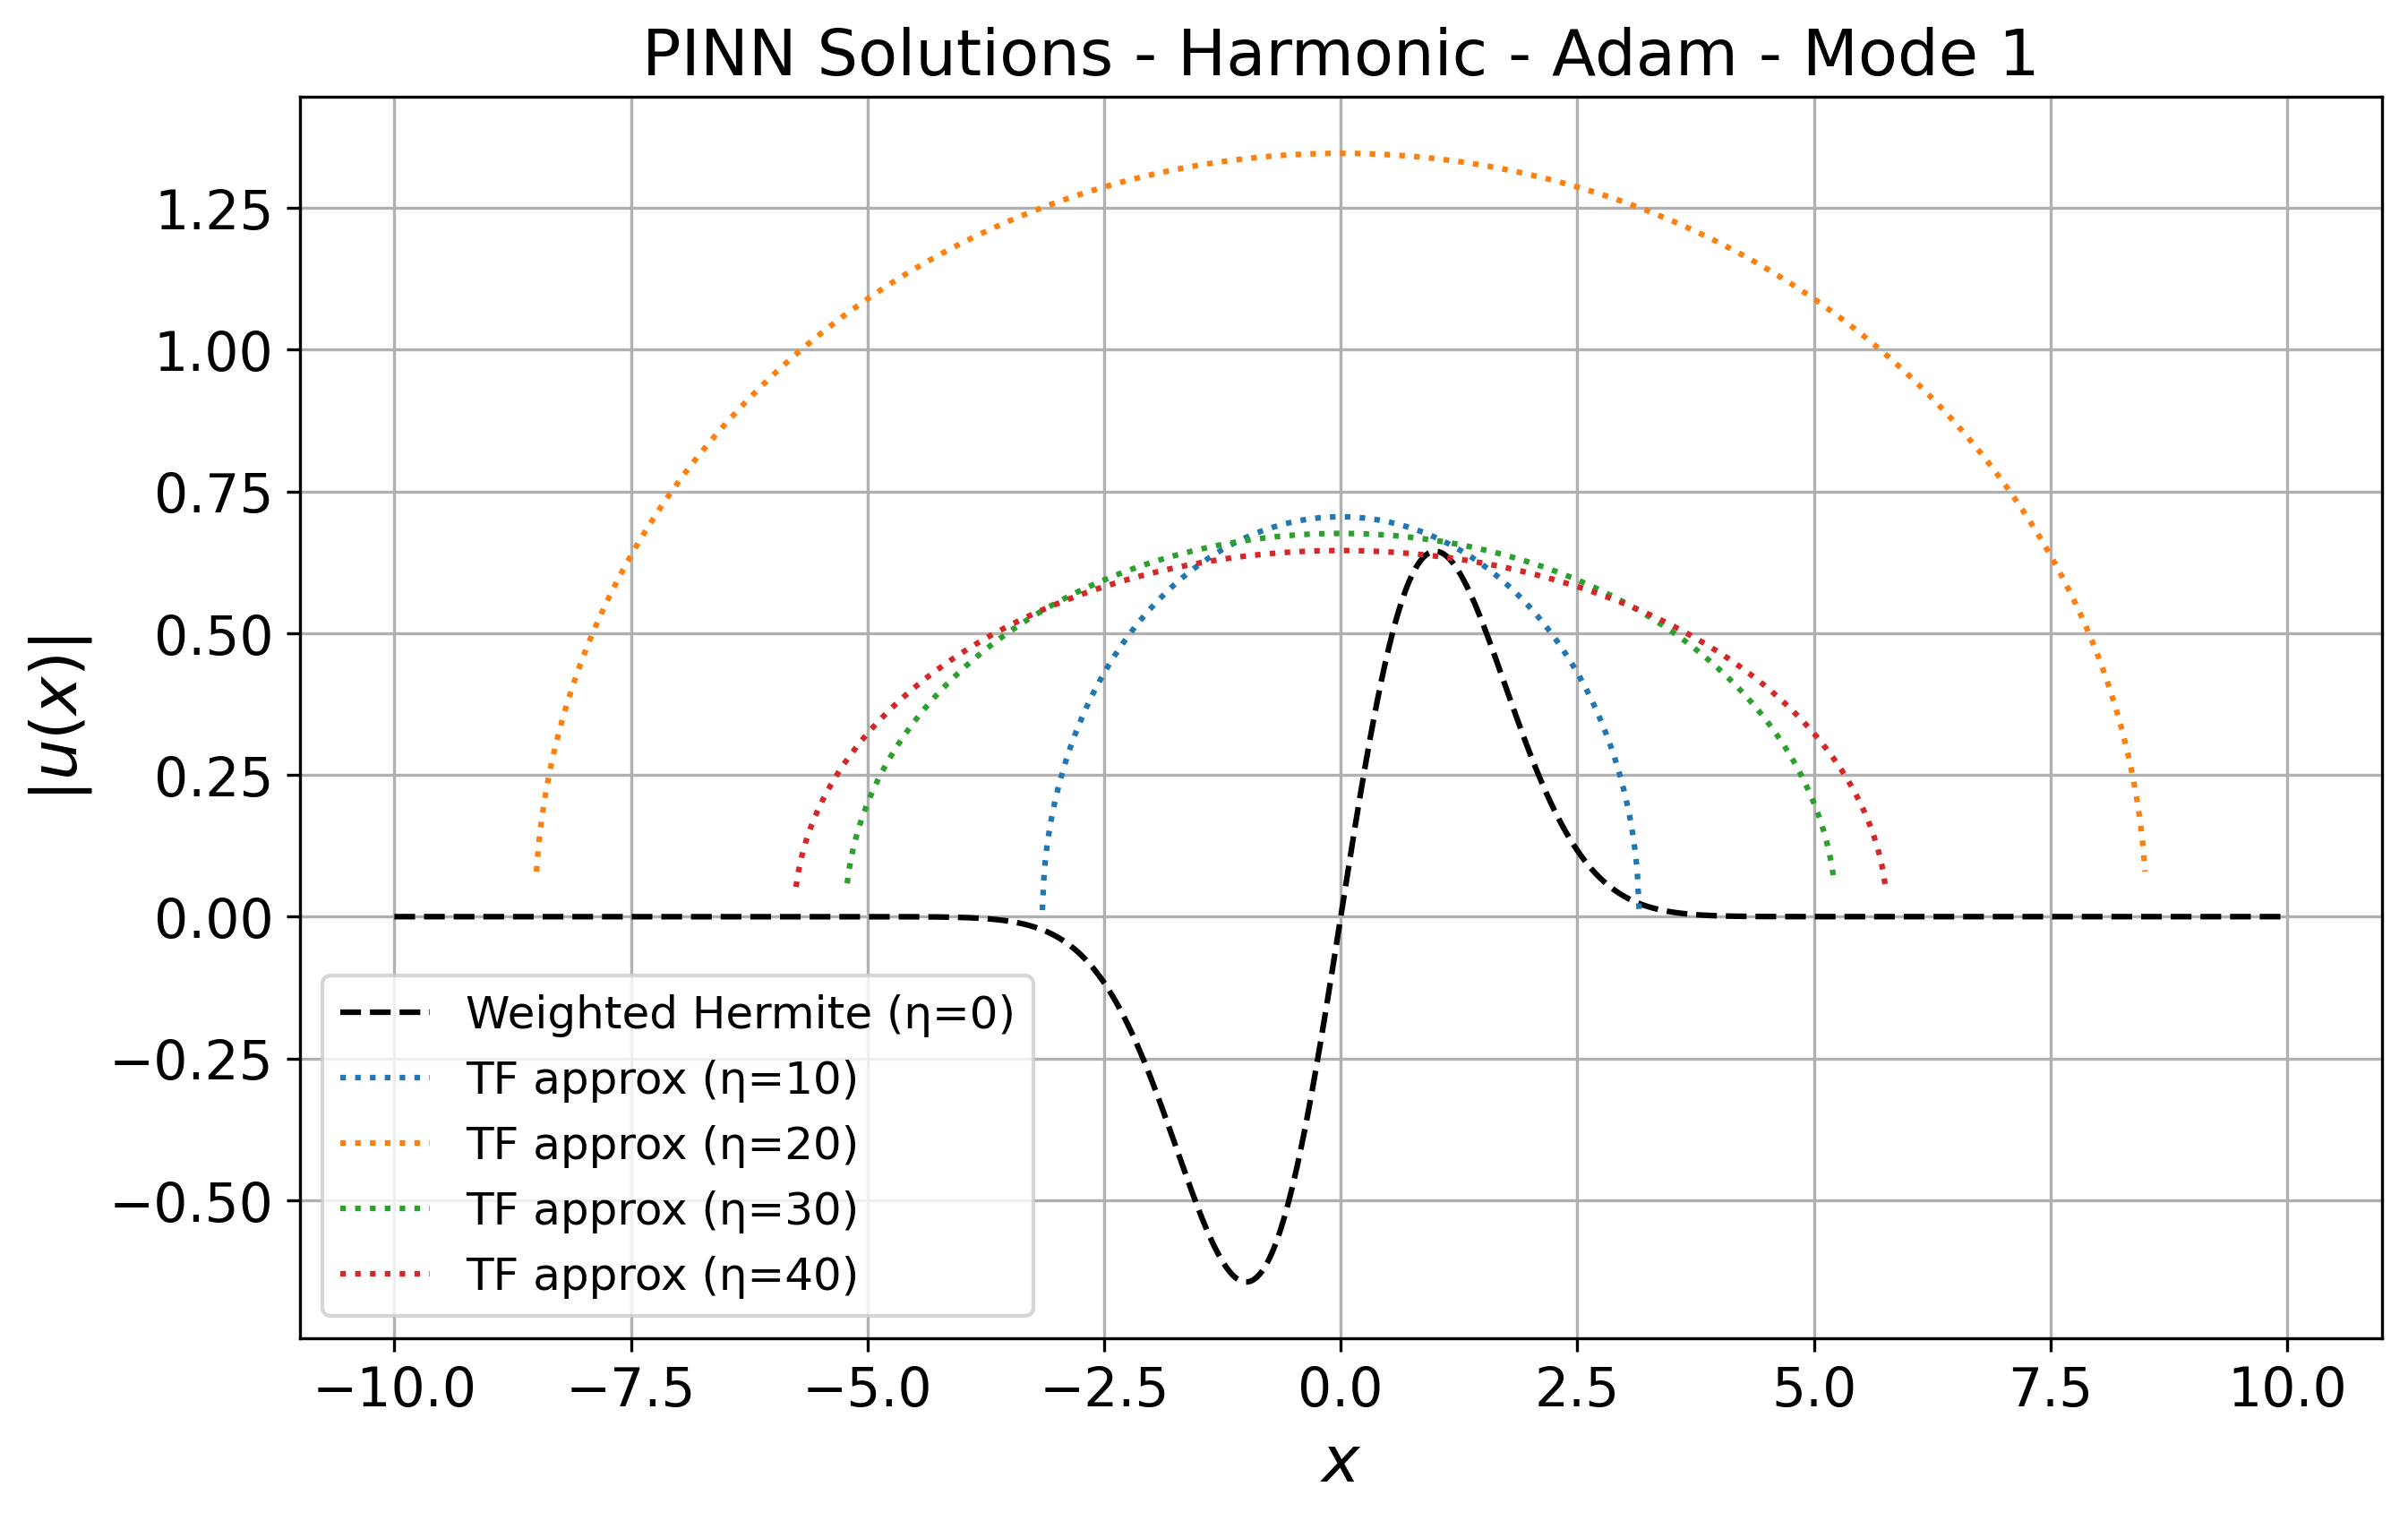 PINN Solutions - Harmonic - Adam - Mode 1
|u(x)|
1.25
1.00
0.75
0.50
0.25
0.00
−0.25
−0.50
Weighted Hermite (η=0)
TF approx (η=10)
TF approx (η=20)
TF approx (η=30)
TF approx (η=40)
−10.0 −7.5 −5.0 −2.5 0.0 2.5 5.0 7.5 10.0
x